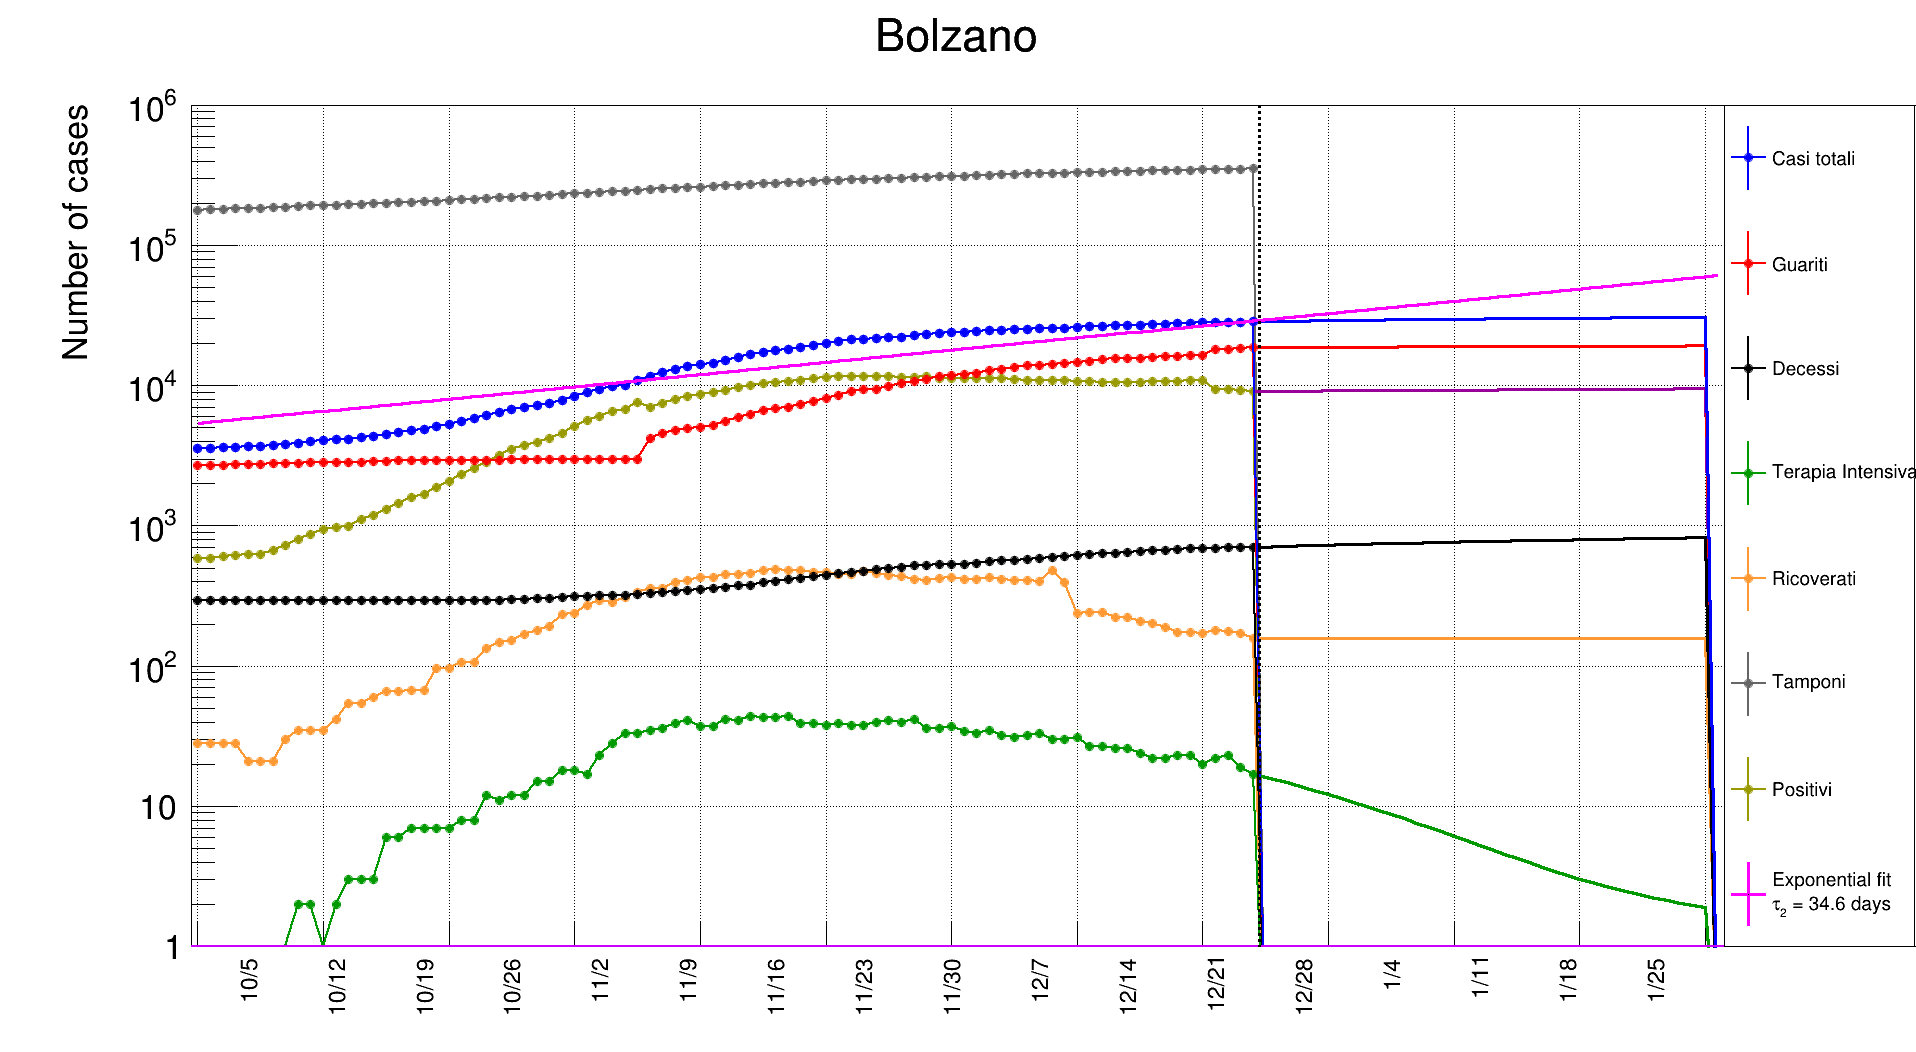 Bolzano
Number of cases
10^6
10^5
10^4
10^3
10^2
10
1
10/5
10/12
10/19
10/26
11/2
11/9
11/16
11/23
11/30
12/7
12/14
12/21
12/28
1/4
1/11
1/18
1/25
Casi totali
Guariti
Decessi
Terapia Intensiva
Ricoverati
Tamponi
Positivi
Exponential fit
τ₂ = 34.6 days